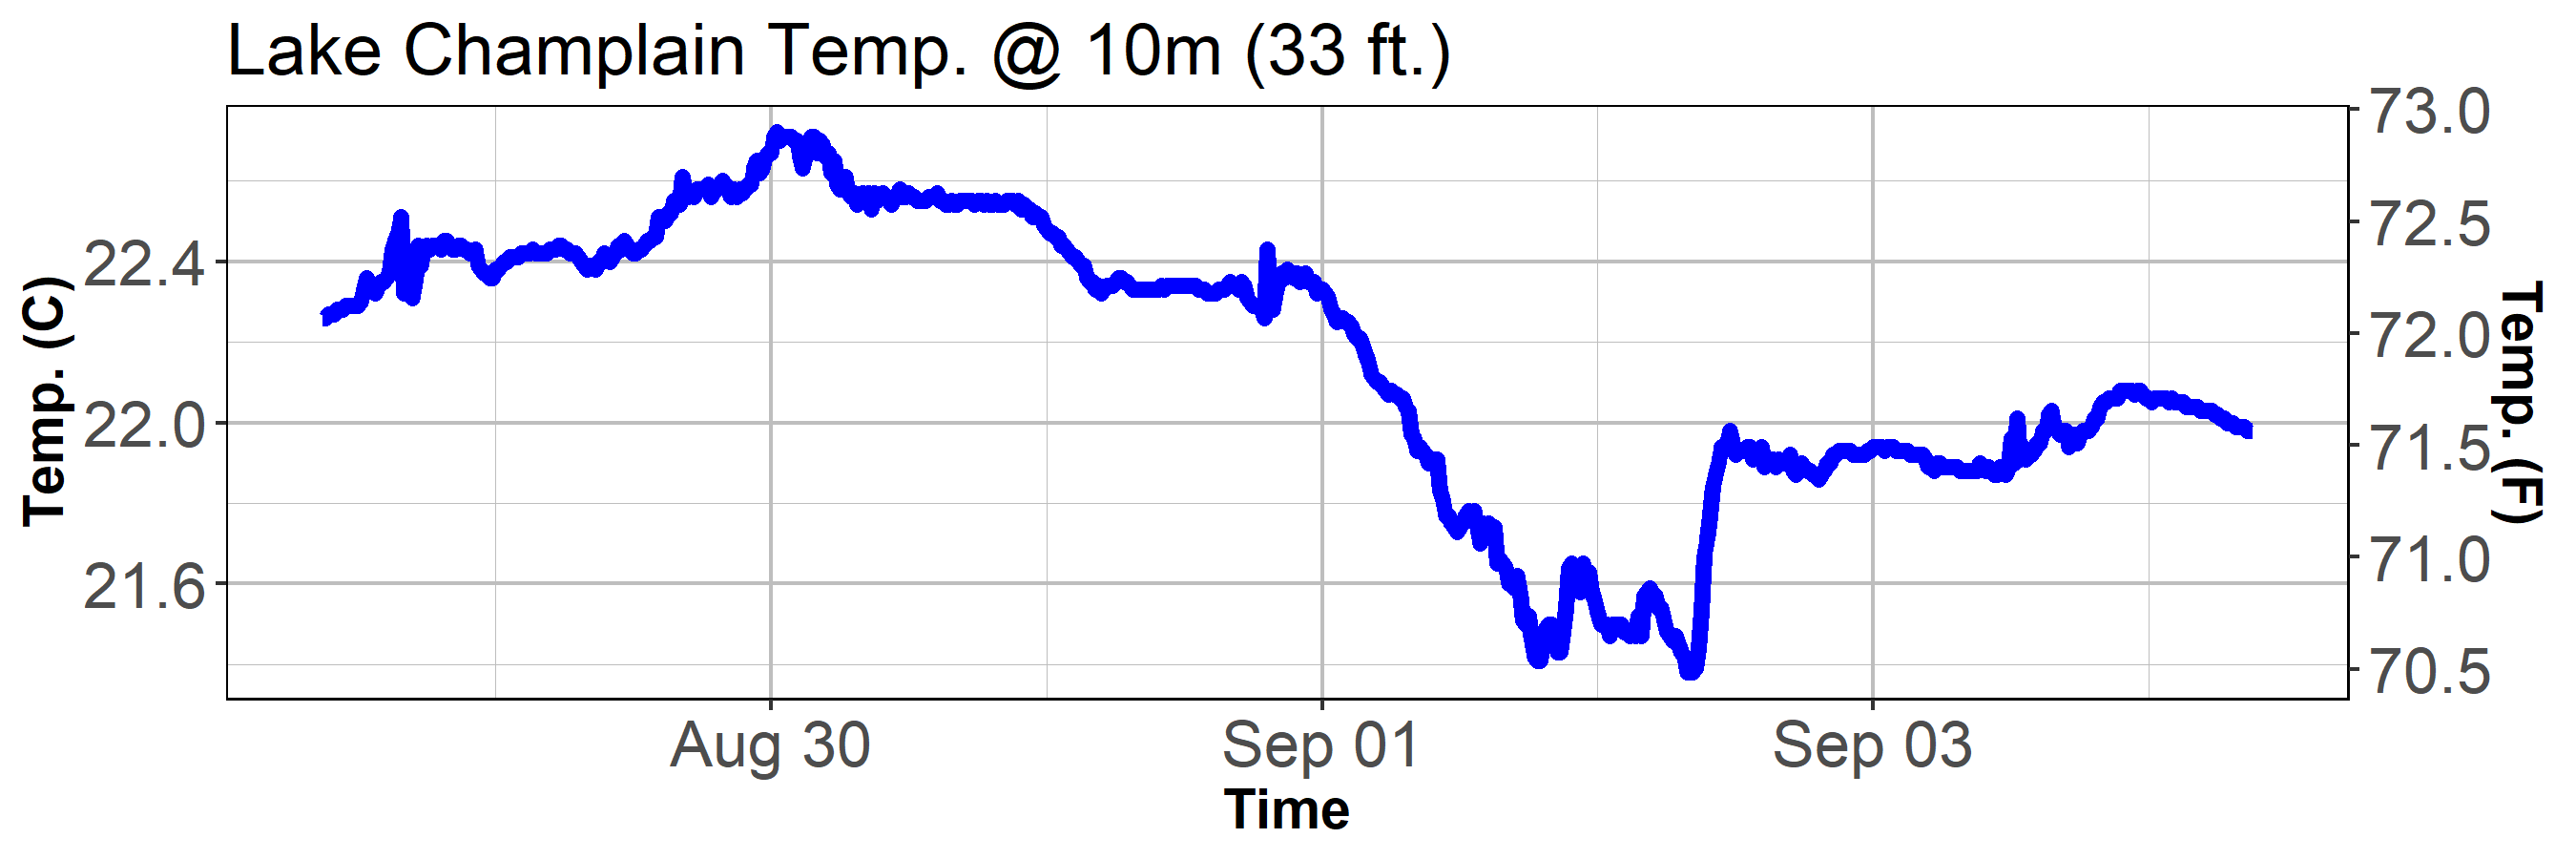 Lake Champlain Temp. @ 10m (33 ft.)
Temp. (C)
22.4
22.0
21.6
73.0
72.5
72.0
71.5
71.0
70.5
Temp. (F)
Aug 30 Sep 01 Sep 03
Time